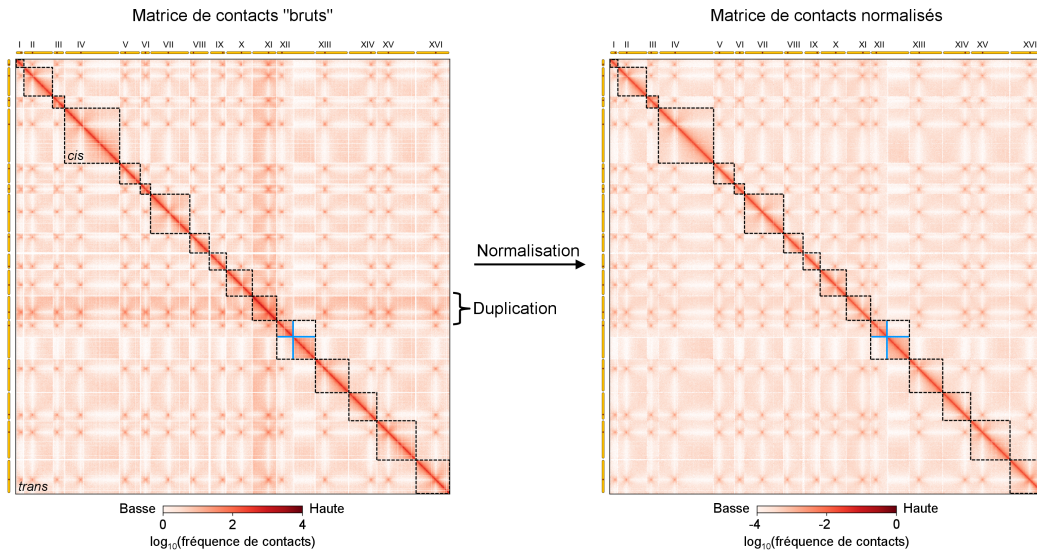 Matrice de contacts "bruts"
Matrice de contacts normalisés
I II III IV V VI VII VIII IX X XI XII XIII XIV XV XVI
I II III IV V VI VII VIII IX X XI XII XIII XIV XV XVI
cis
Normalisation
Duplication
trans
Basse Haute
0 2 4
log10(fréquence de contacts)
Basse Haute
-4 -2 0
log10(fréquence de contacts)